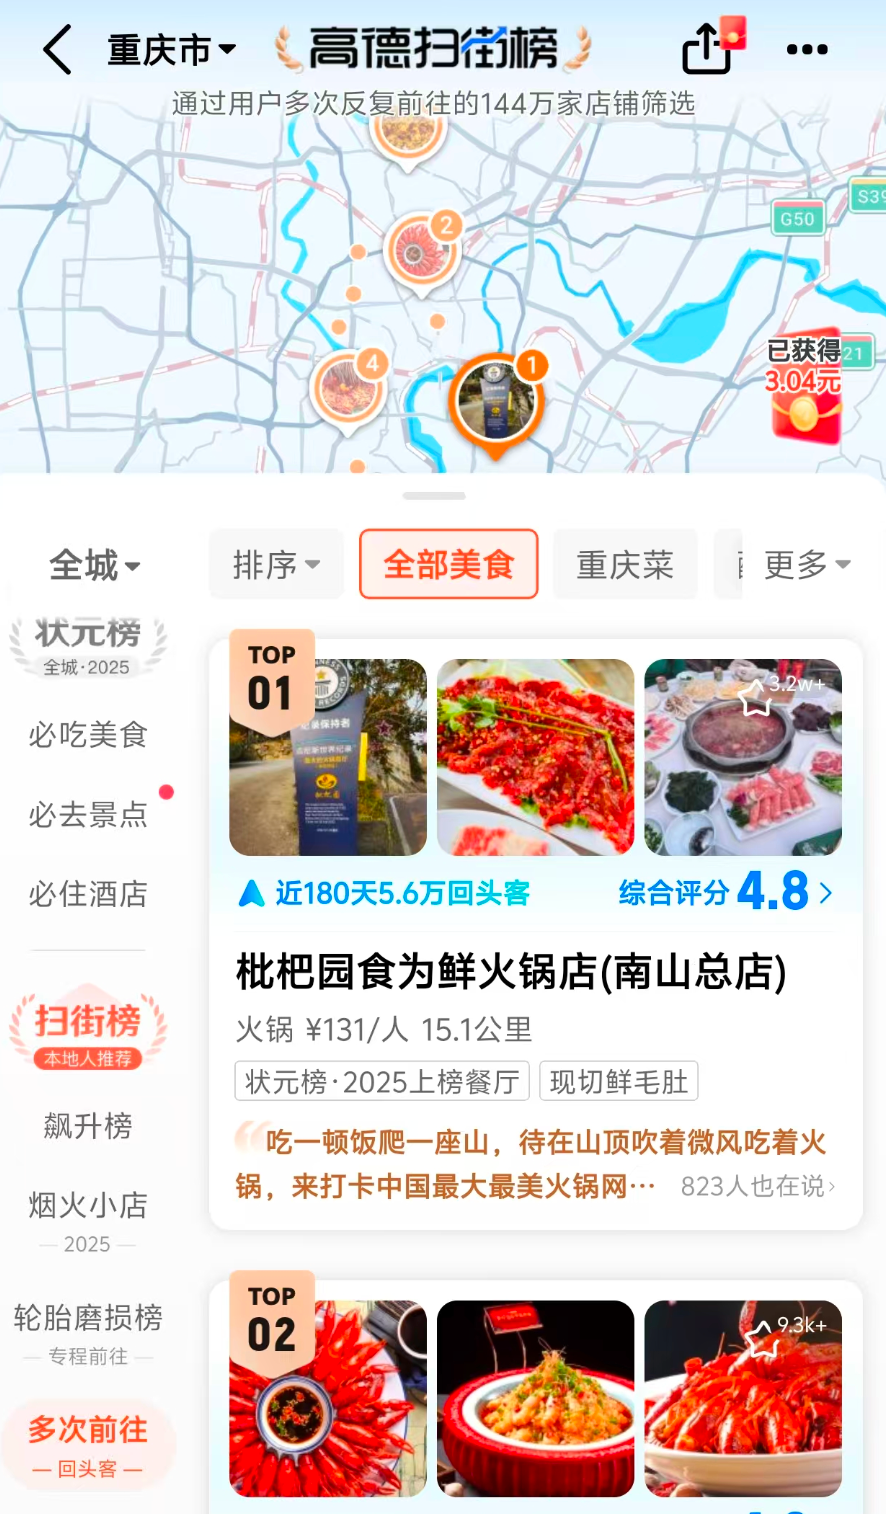 重庆市
高德扫街榜
通过用户多次反复前往的144万家店铺筛选
S39
G50
2
已获得
21
3.04元
4
1
全城
排序
全部美食
重庆菜
更多
状元榜
全城·2025
必吃美食
必去景点
必住酒店
扫街榜
本地人推荐
飙升榜
烟火小店
2025
轮胎磨损榜
专程前往
多次前往
回头客
TOP
01
纪录保持者
3.2w+
近180天5.6万回头客
综合评分 4.8
枇杷园食为鲜火锅店(南山总店)
火锅 ¥131/人 15.1公里
状元榜·2025上榜餐厅
现切鲜毛肚
吃一顿饭爬一座山，待在山顶吹着微风吃着火
锅，来打卡中国最大最美火锅网… 823人也在说
TOP
02
9.3k+